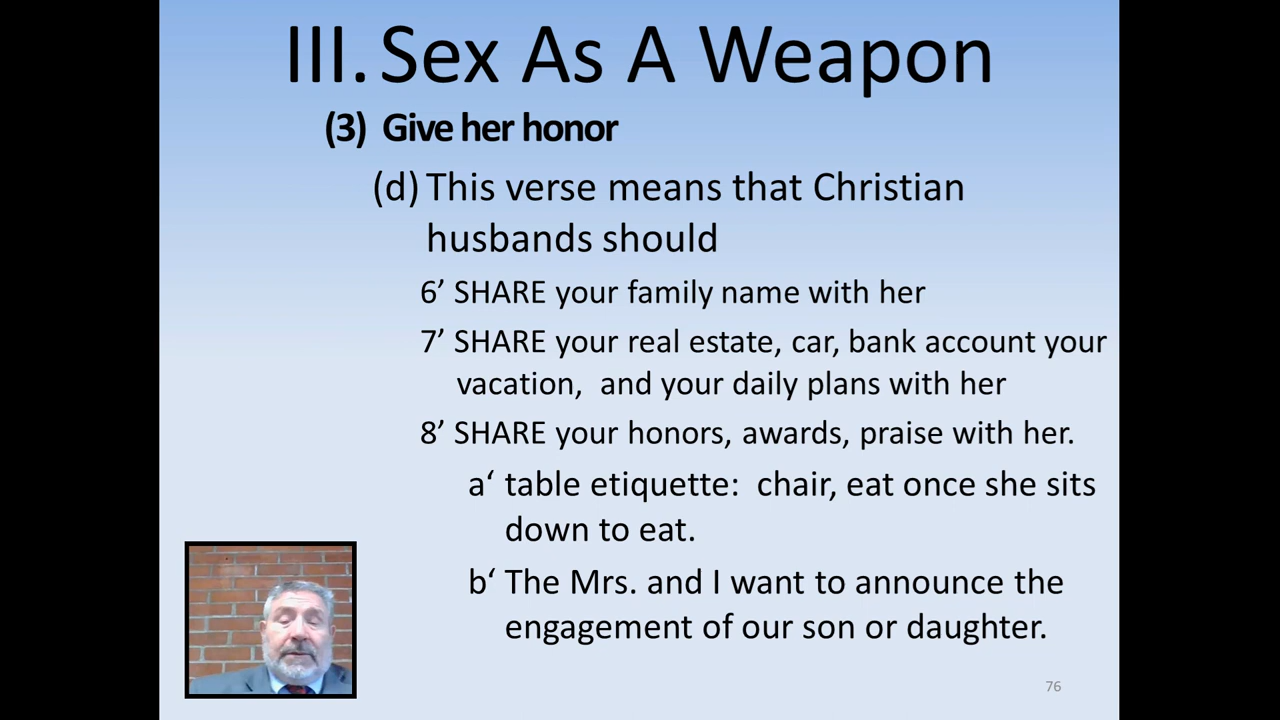 III. Sex As A Weapon
(3) Give her honor
(d) This verse means that Christian
husbands should
6’ SHARE your family name with her
7’ SHARE your real estate, car, bank account your
vacation,  and your daily plans with her
8’ SHARE your honors, awards, praise with her.
a‘ table etiquette:  chair, eat once she sits
down to eat.
b‘ The Mrs. and I want to announce the
engagement of our son or daughter.
76